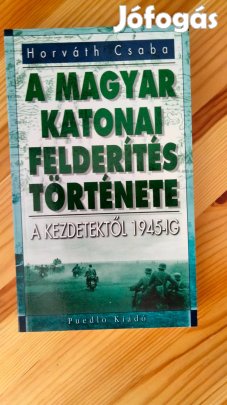 Jófogás
Horváth Csaba
A MAGYAR
KATONAI
FELDERÍTÉS
TÖRTÉNETE
A KEZDETEKTŐL 1945-IG
Puedlo Kiadó